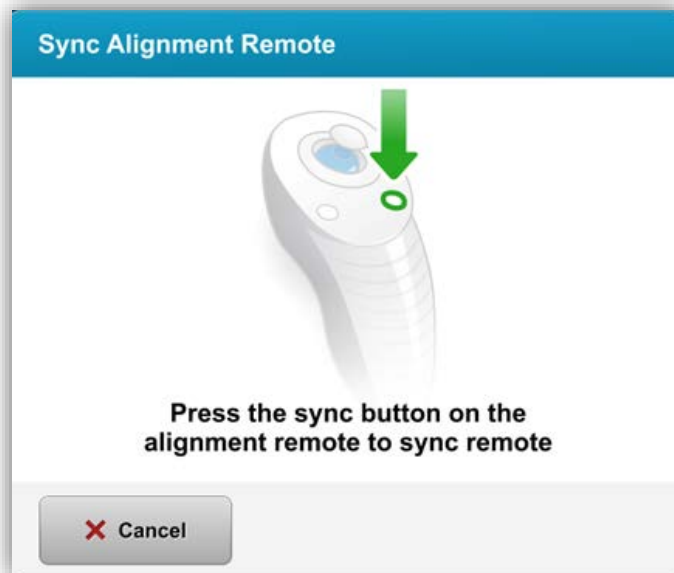 Sync Alignment Remote
Press the sync button on the
alignment remote to sync remote
Cancel